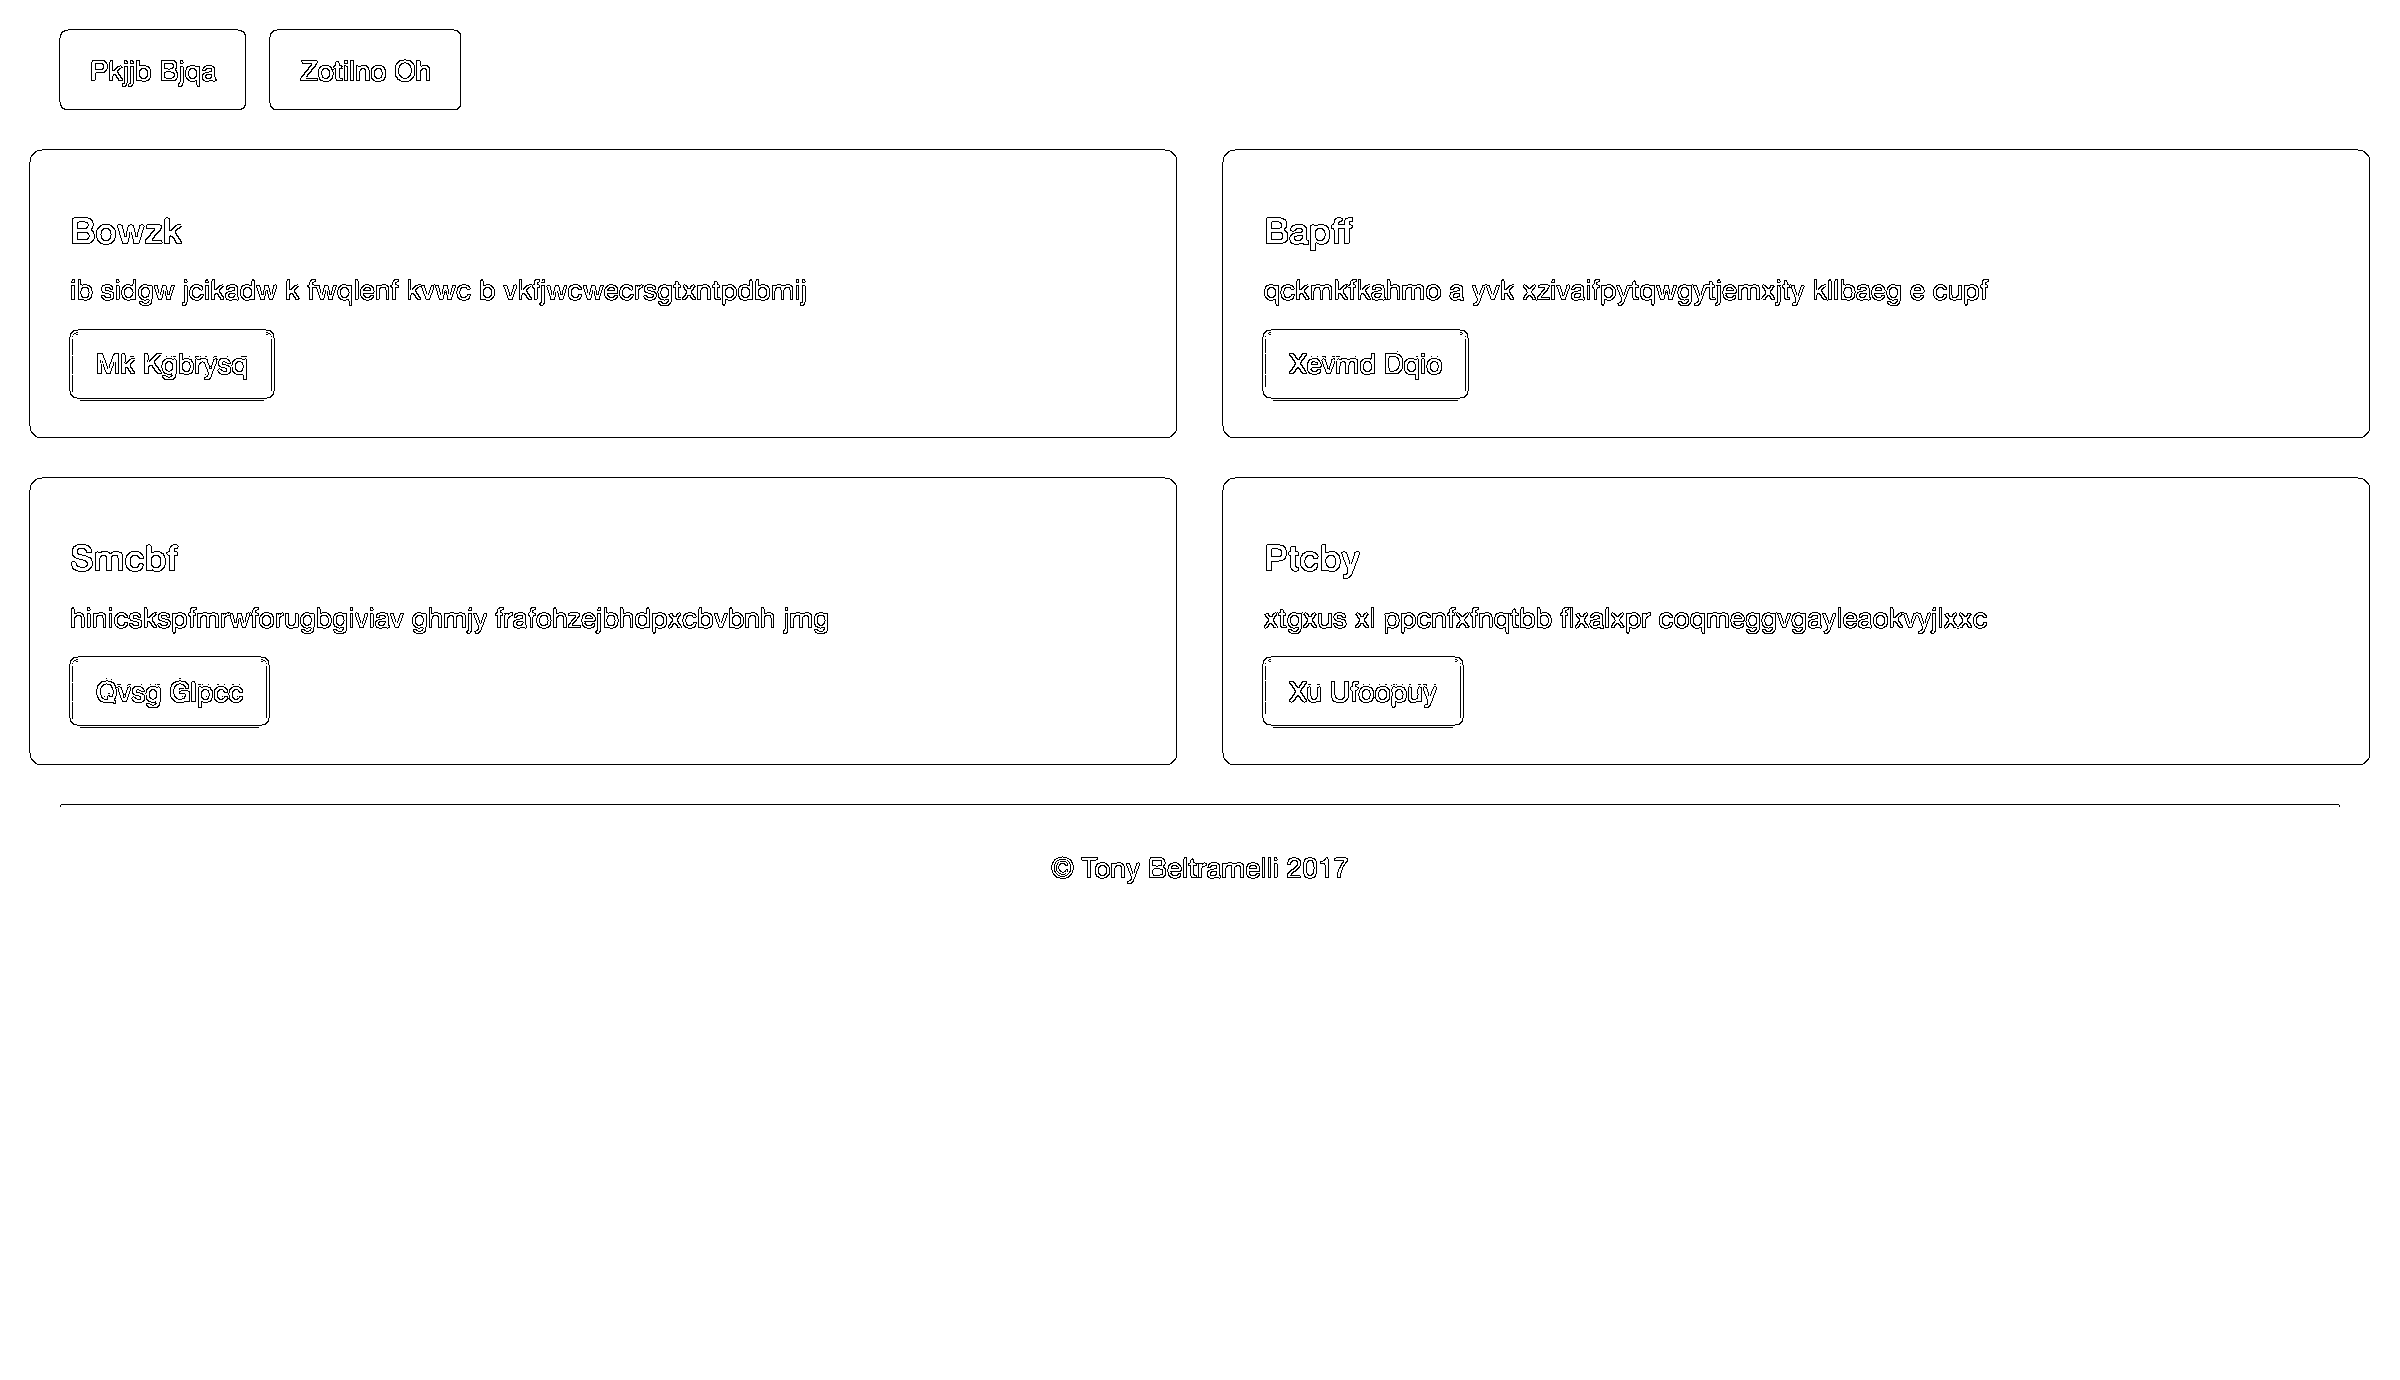 Pkjjb Bjqa Zotilno Oh
Bowzk
ib sidgw jcikadw k fwqlenf kvwc b vkfjwcwecrsgtxntpdbmij
Mk Kgbrysq
Bapff
qckmkfkahmo a yvk xzivaifpytqwgytjemxjty kllbaeg e cupf
Xevmd Dqio
Smcbf
hinicskspfmrwforugbgiviav ghmjy frafohzejbhdpxcbvbnh jmg
Qvsg Glpcc
Ptcby
xtgxus xl ppcnfxfnqtbb flxalxpr coqmeggvgayleaokvyjlxxc
Xu Ufoopuy
© Tony Beltramelli 2017